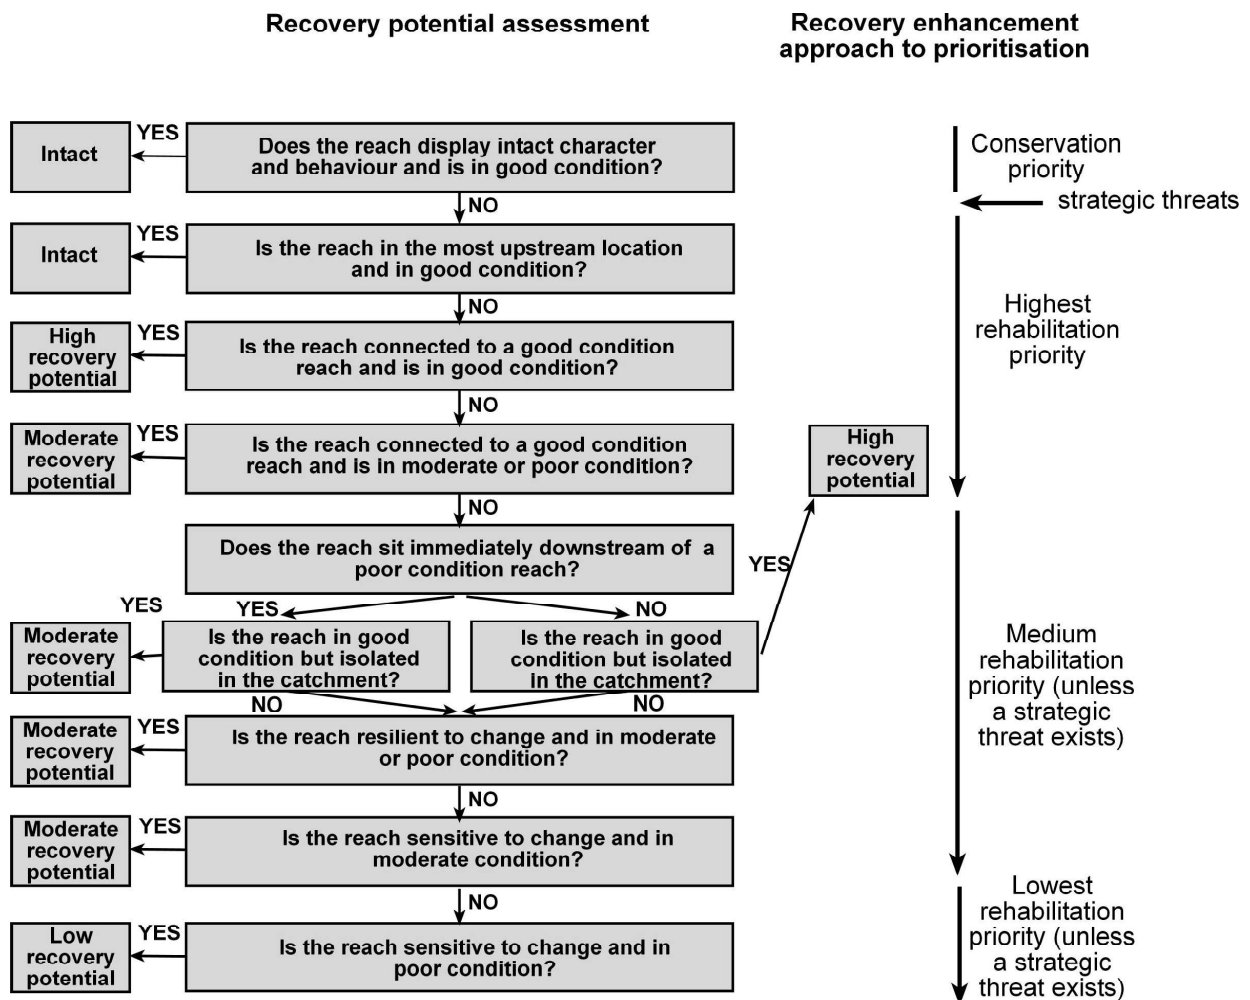 Recovery potential assessment
Recovery enhancement
approach to prioritisation
Intact
YES
Does the reach display intact character
and behaviour and is in good condition?
Conservation
priority
NO
strategic threats
Intact
YES
Is the reach in the most upstream location
and in good condition?
NO
Highest
rehabilitation
priority
High
recovery
potential
YES
Is the reach connected to a good condition
reach and is in good condition?
NO
Moderate
recovery
potential
YES
Is the reach connected to a good condition
reach and is in moderate or poor condition?
High
recovery
potential
NO
Does the reach sit immediately downstream of a
poor condition reach?
YES
YES
YES
NO
Moderate
recovery
potential
Is the reach in good
condition but isolated
in the catchment?
Is the reach in good
condition but isolated
in the catchment?
Medium
rehabilitation
priority (unless
a strategic
threat exists)
NO
NO
Moderate
recovery
potential
YES
Is the reach resilient to change and in moderate
or poor condition?
NO
Moderate
recovery
potential
YES
Is the reach sensitive to change and in
moderate condition?
NO
Lowest
rehabilitation
priority (unless
a strategic
threat exists)
Low
recovery
potential
YES
Is the reach sensitive to change and in
poor condition?